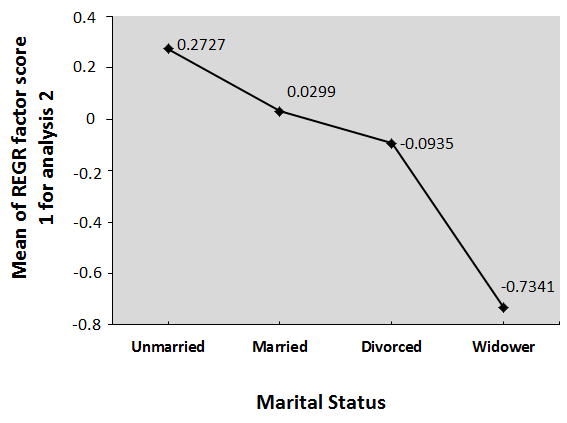 Mean of REGR factor score
1 for analysis 2
0.4
0.2
0
-0.2
-0.4
-0.6
-0.8
0.2727
0.0299
-0.0935
-0.7341
Unmarried Married Divorced Widower
Marital Status